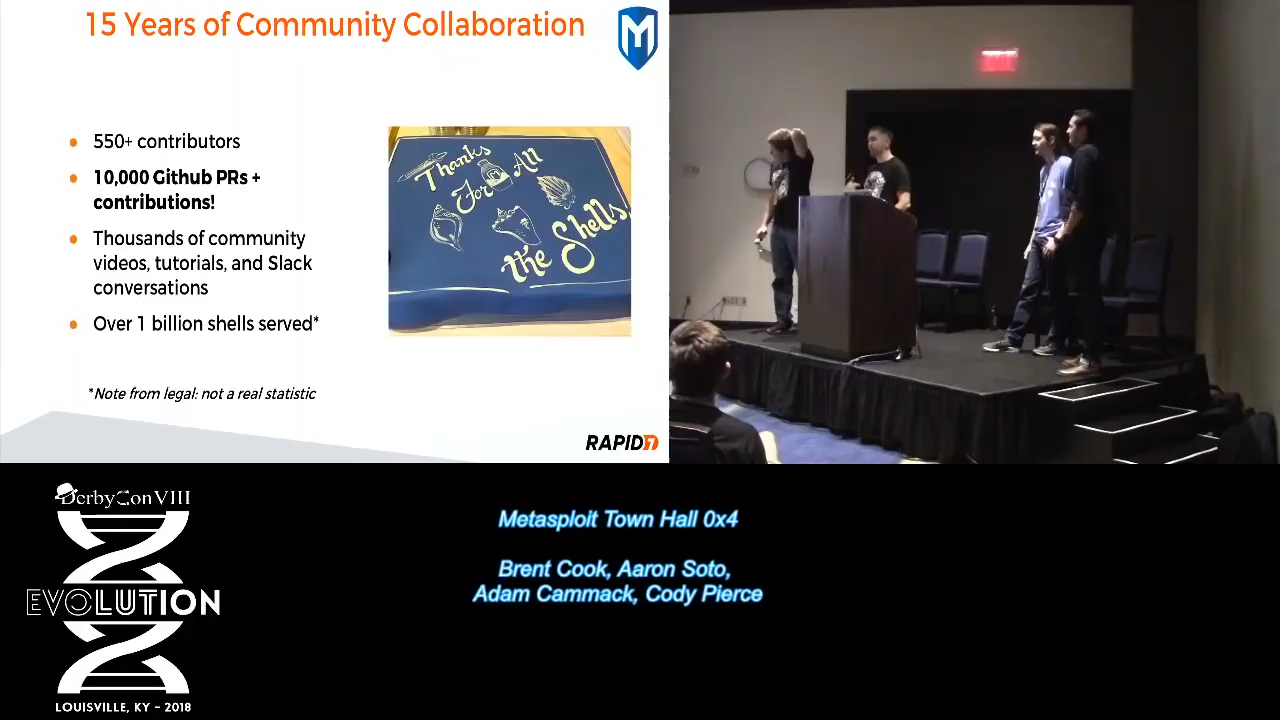 15 Years of Community Collaboration
M
550+ contributors
10,000 Github PRs +
contributions!
Thousands of community
videos, tutorials, and Slack
conversations
Over 1 billion shells served*
*Note from legal: not a real statistic
Thanks
For All
the Shells
RAPID7
DerbyCon VIII
EVOLUTION
LOUISVILLE, KY - 2018
Metasploit Town Hall 0x4
Brent Cook, Aaron Soto,
Adam Cammack, Cody Pierce